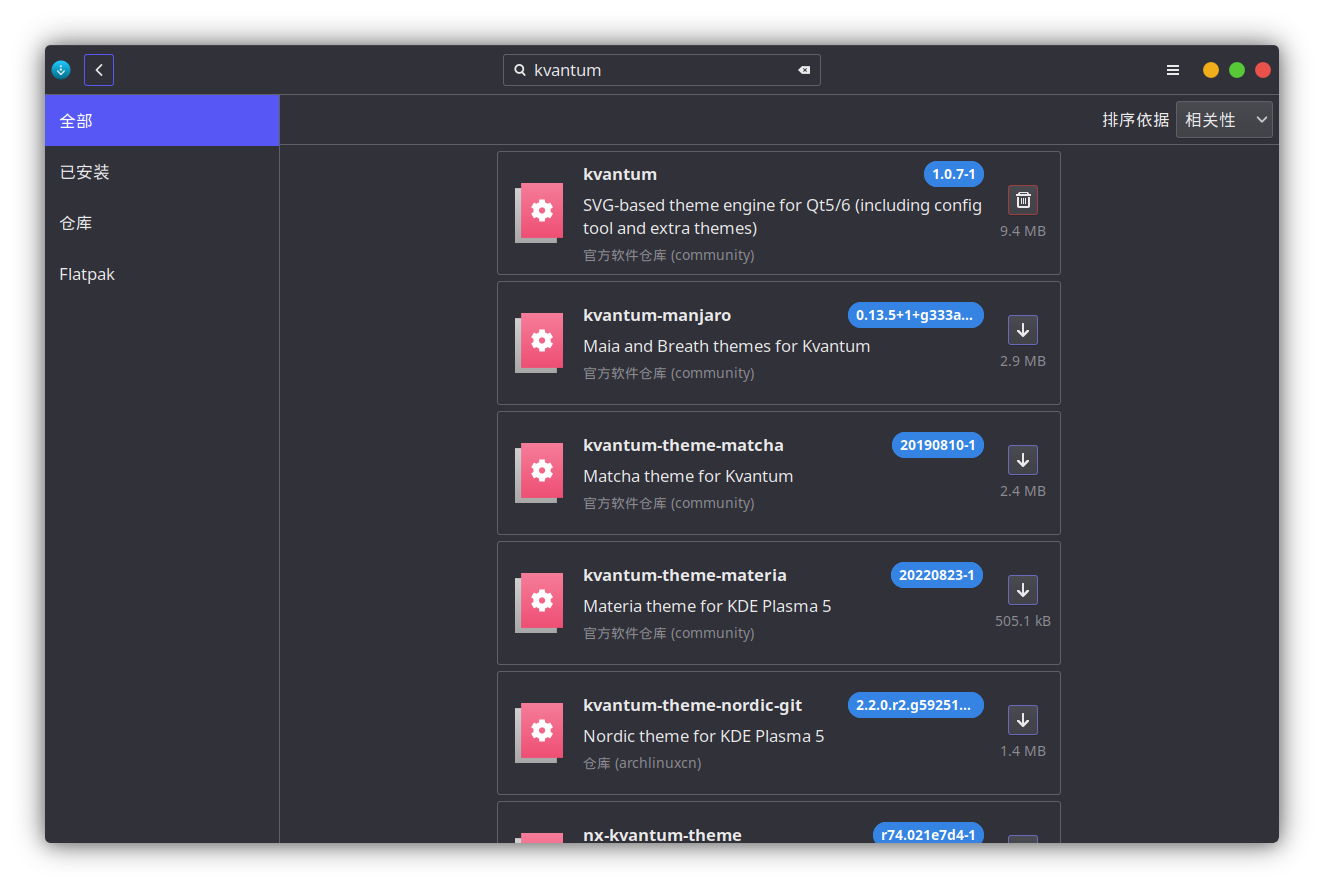 kvantum
全部
已安装
仓库
Flatpak
排序依据 相关性
kvantum 1.0.7-1
SVG-based theme engine for Qt5/6 (including config
tool and extra themes)
官方软件仓库 (community)
9.4 MB
kvantum-manjaro 0.13.5+1+g333a...
Maia and Breath themes for Kvantum
官方软件仓库 (community)
2.9 MB
kvantum-theme-matcha 20190810-1
Matcha theme for Kvantum
官方软件仓库 (community)
2.4 MB
kvantum-theme-materia 20220823-1
Materia theme for KDE Plasma 5
官方软件仓库 (community)
505.1 kB
kvantum-theme-nordic-git 2.2.0.r2.g59251...
Nordic theme for KDE Plasma 5
仓库 (archlinuxcn)
1.4 MB
nx-kvantum-theme r74.021e7d4-1